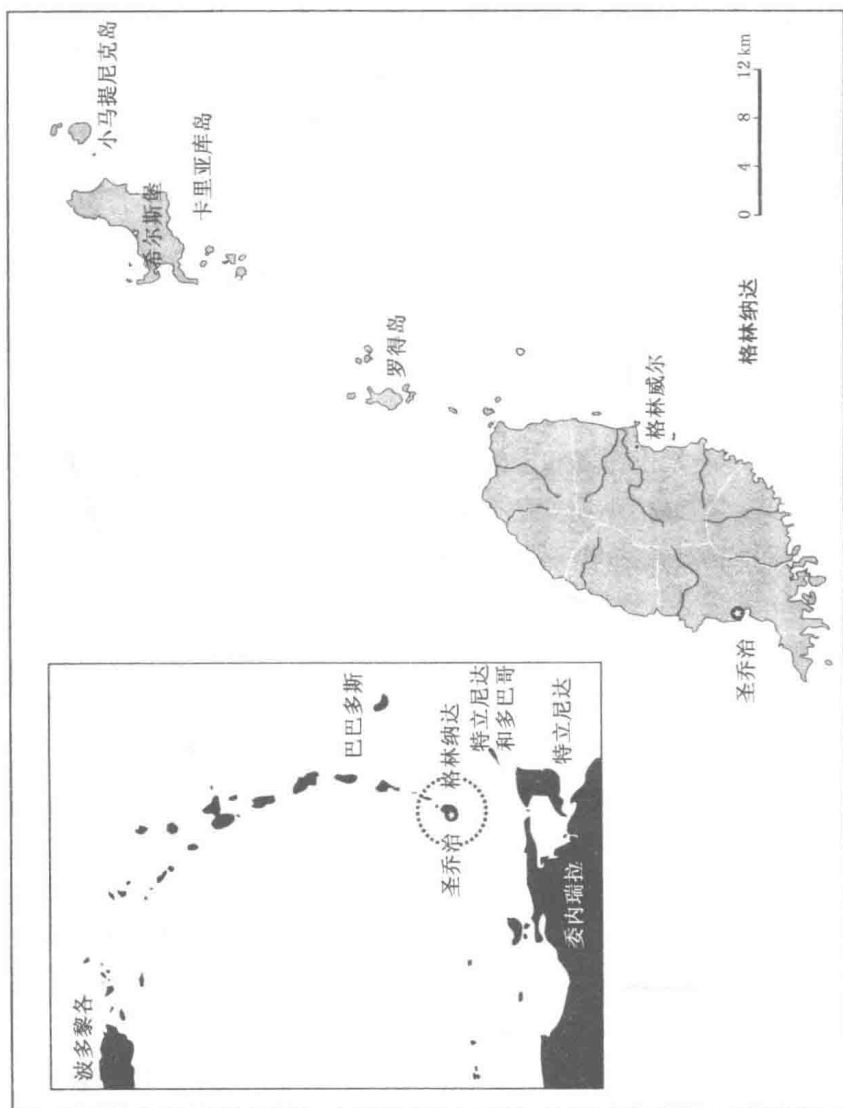 小马提尼克岛
希尔斯堡
卡里亚库岛
罗得岛
格林威尔
圣乔治
格林纳达
0 4 8 12 km
波多黎各
巴巴多斯
圣乔治
格林纳达
特立尼达
和多巴哥
特立尼达
委内瑞拉